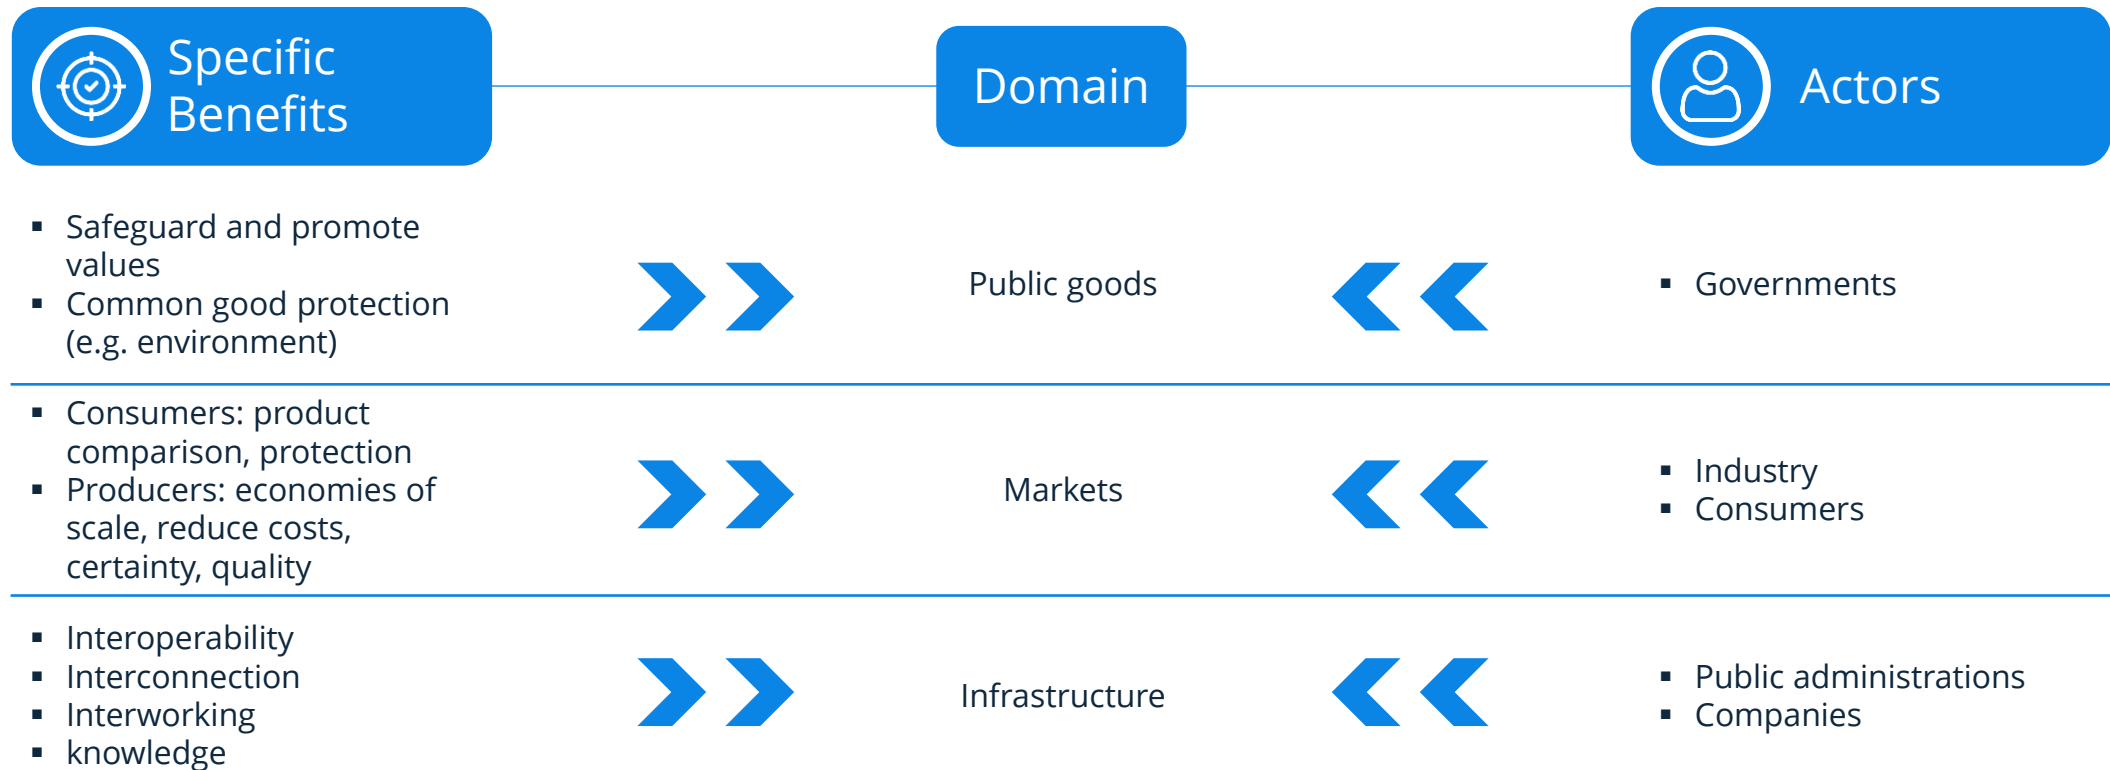 Specific
Benefits
Domain
Actors
▪ Safeguard and promote
values
▪ Common good protection
(e.g. environment)
Public goods
▪ Governments
▪ Consumers: product
comparison, protection
▪ Producers: economies of
scale, reduce costs,
certainty, quality
Markets
▪ Industry
▪ Consumers
▪ Interoperability
▪ Interconnection
▪ Interworking
▪ knowledge
Infrastructure
▪ Public administrations
▪ Companies